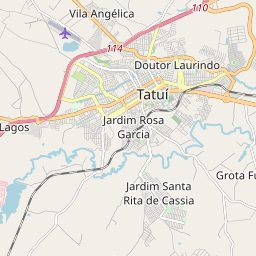 Vila Angélica
110
114
Doutor Laurindo
Tatuí
Lagos
Jardim Rosa
Garcia
Grota Fu
Jardim Santa
Rita de Cassia